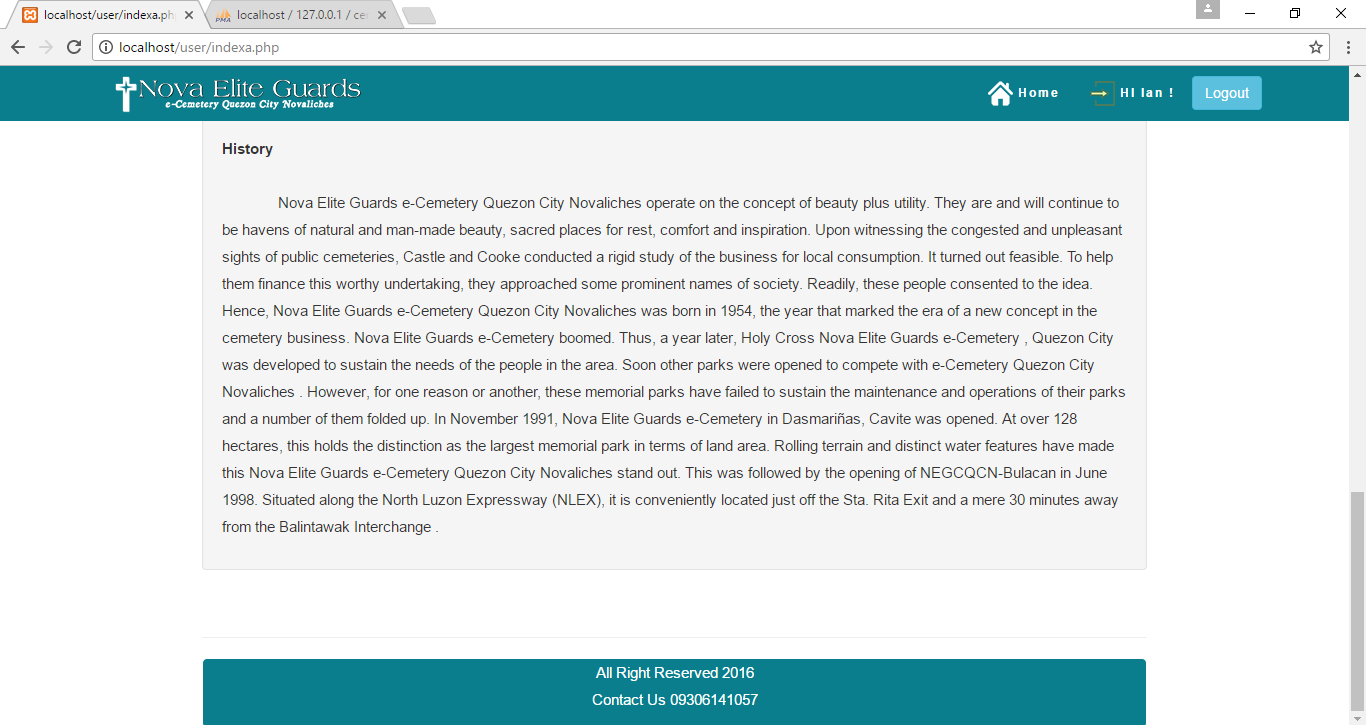 localhost/user/indexa.ph
localhost / 127.0.0.1 / ce
localhost/user/indexa.php
Nova Elite Guards
e-Cemetery Quezon City Novaliches
Home
HI Ian !
Logout
History
Nova Elite Guards e-Cemetery Quezon City Novaliches operate on the concept of beauty plus utility. They are and will continue to
be havens of natural and man-made beauty, sacred places for rest, comfort and inspiration. Upon witnessing the congested and unpleasant
sights of public cemeteries, Castle and Cooke conducted a rigid study of the business for local consumption. It turned out feasible. To help
them finance this worthy undertaking, they approached some prominent names of society. Readily, these people consented to the idea.
Hence, Nova Elite Guards e-Cemetery Quezon City Novaliches was born in 1954, the year that marked the era of a new concept in the
cemetery business. Nova Elite Guards e-Cemetery boomed. Thus, a year later, Holy Cross Nova Elite Guards e-Cemetery , Quezon City
was developed to sustain the needs of the people in the area. Soon other parks were opened to compete with e-Cemetery Quezon City
Novaliches . However, for one reason or another, these memorial parks have failed to sustain the maintenance and operations of their parks
and a number of them folded up. In November 1991, Nova Elite Guards e-Cemetery in Dasmariñas, Cavite was opened. At over 128
hectares, this holds the distinction as the largest memorial park in terms of land area. Rolling terrain and distinct water features have made
this Nova Elite Guards e-Cemetery Quezon City Novaliches stand out. This was followed by the opening of NEGCQCN-Bulacan in June
1998. Situated along the North Luzon Expressway (NLEX), it is conveniently located just off the Sta. Rita Exit and a mere 30 minutes away
from the Balintawak Interchange .
All Right Reserved 2016
Contact Us 09306141057